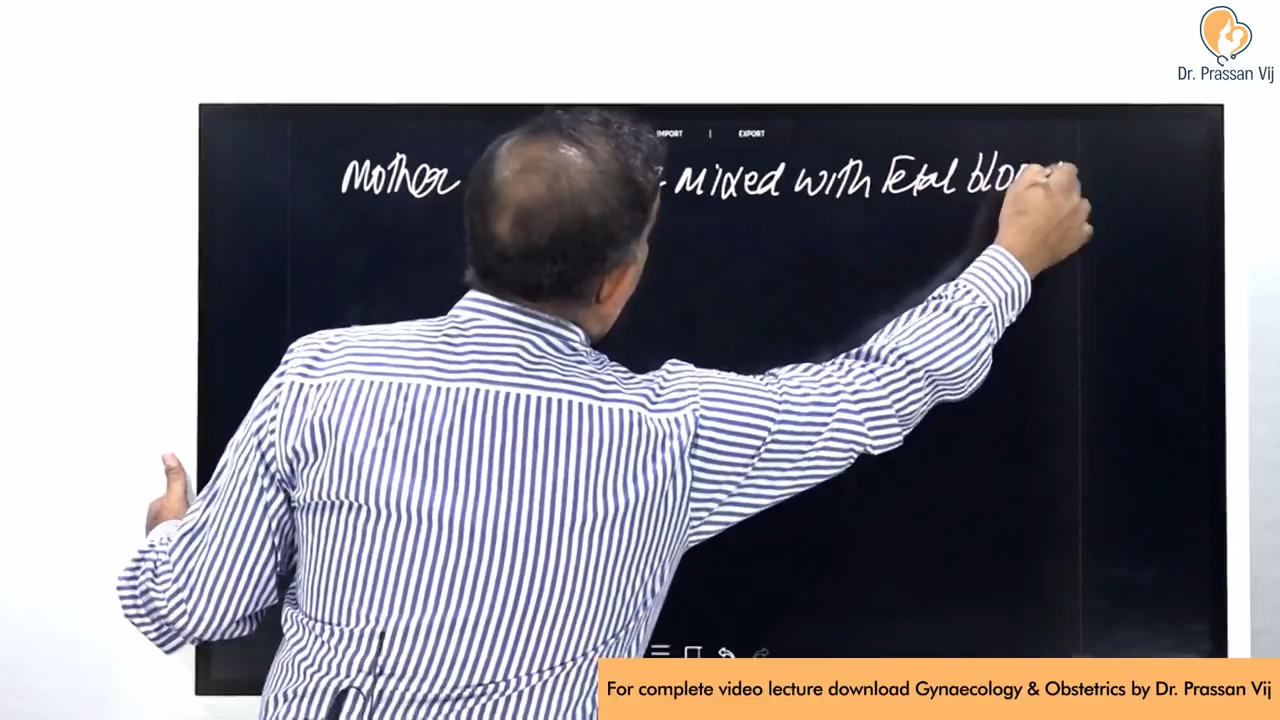 Dr. Prassan Vij
IMPORT | EXPORT
Mother mixed with Fetal
For complete video lecture download Gynaecology & Obstetrics by Dr. Prassan Vij